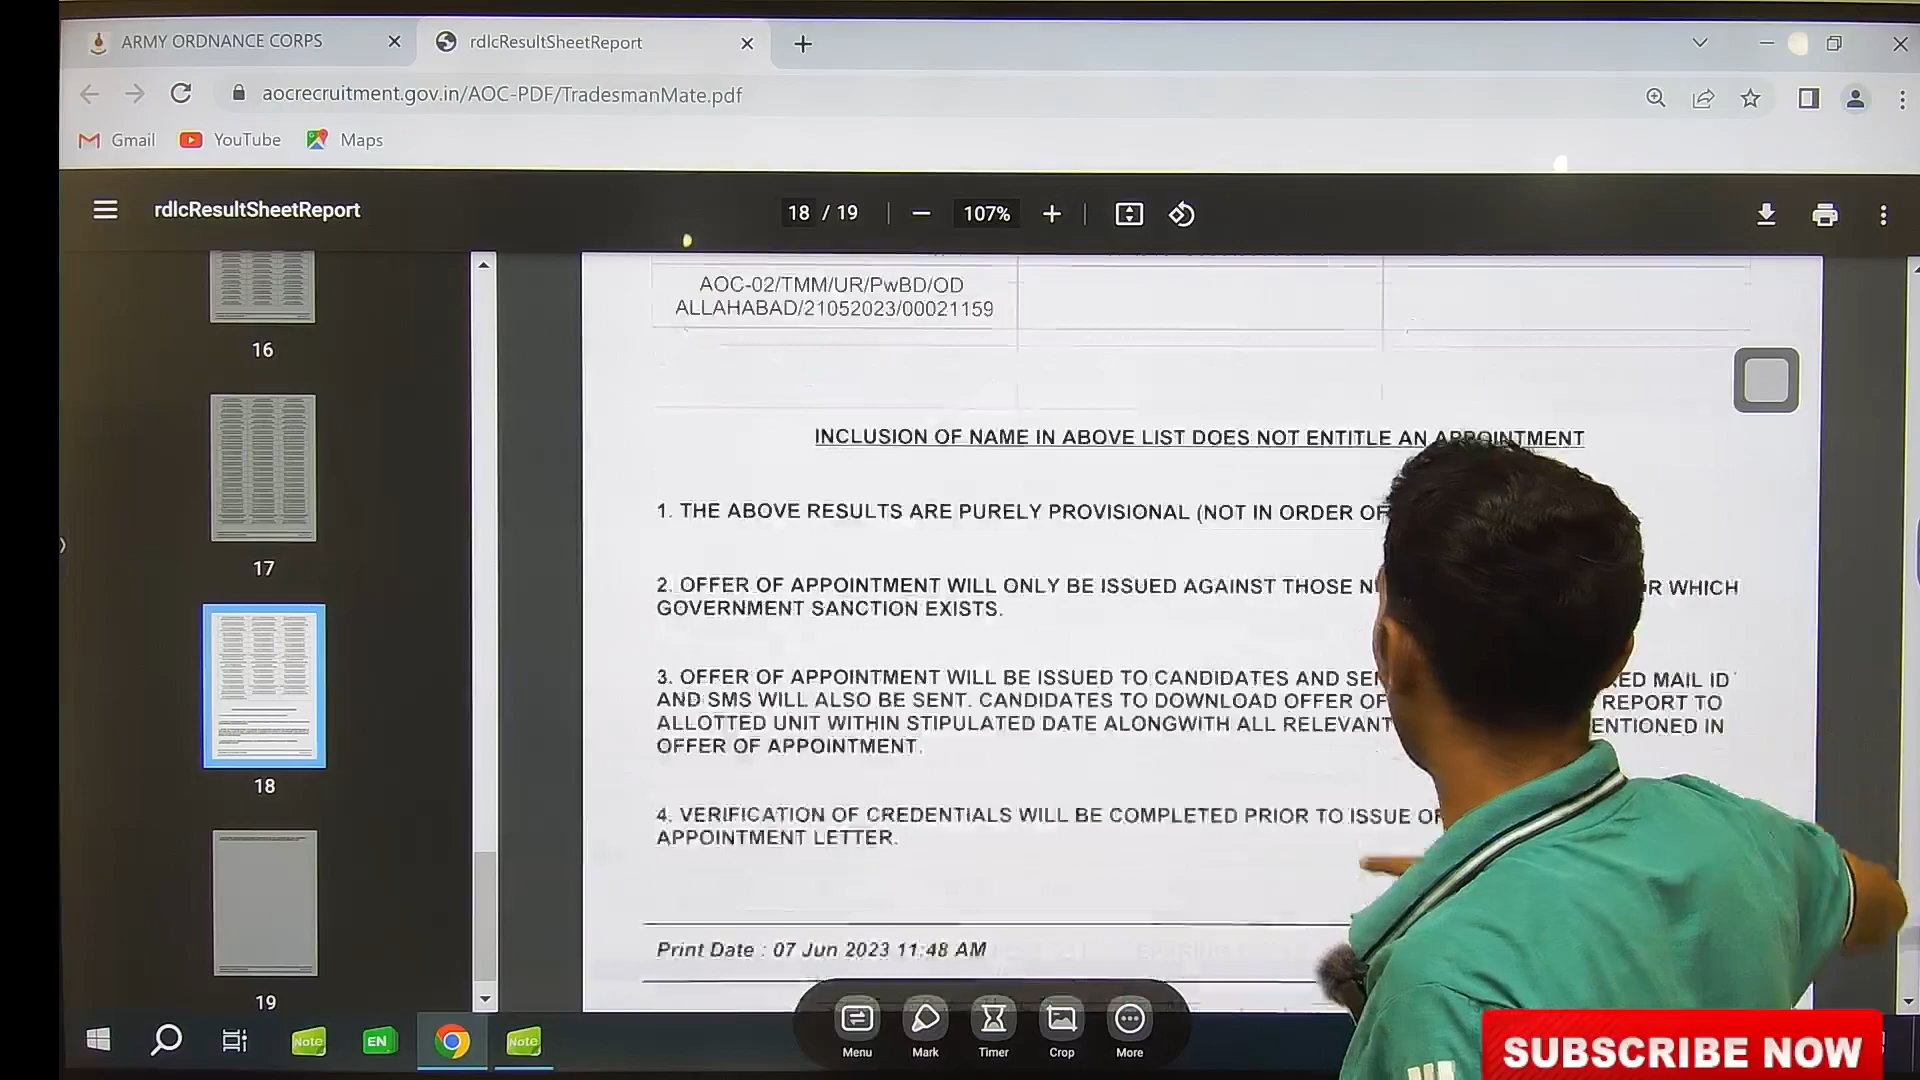 ARMY ORDNANCE CORPS
rdlcResultSheetReport
aocrecruitment.gov.in/AOC-PDF/TradesmanMate.pdf
Gmail
YouTube
Maps
rdlcResultSheetReport
18 / 19
107%
16
17
18
19
AOC-02/TMM/UR/PwBD/OD
ALLAHABAD/21052023/00021159
INCLUSION OF NAME IN ABOVE LIST DOES NOT ENTITLE AN APPOINTMENT
1. THE ABOVE RESULTS ARE PURELY PROVISIONAL (NOT IN ORDER OF
2. OFFER OF APPOINTMENT WILL ONLY BE ISSUED AGAINST THOSE WHICH
GOVERNMENT SANCTION EXISTS.
3. OFFER OF APPOINTMENT WILL BE ISSUED TO CANDIDATES AND MAIL ID
AND SMS WILL ALSO BE SENT. CANDIDATES TO DOWNLOAD OFFER OF REPORT TO
ALLOTTED UNIT WITHIN STIPULATED DATE ALONGWITH ALL RELEVANT ENTIONED IN
OFFER OF APPOINTMENT.
4. VERIFICATION OF CREDENTIALS WILL BE COMPLETED PRIOR TO ISSUE OF
APPOINTMENT LETTER.
Print Date : 07 Jun 2023 11:48 AM
Menu
Mark
Timer
Crop
More
Note
EN
Note
SUBSCRIBE NOW